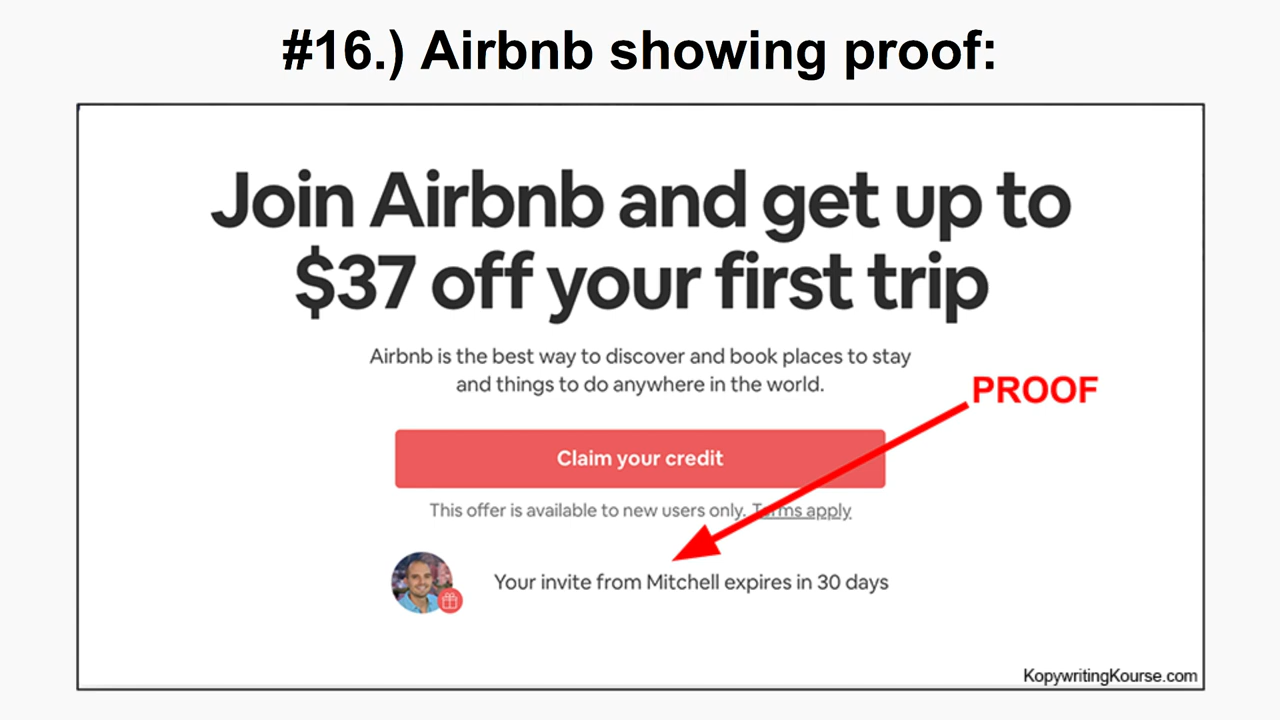 #16.) Airbnb showing proof:
Join Airbnb and get up to
$37 off your first trip
Airbnb is the best way to discover and book places to stay
and things to do anywhere in the world.
PROOF
Claim your credit
This offer is available to new users only. Terms apply
Your invite from Mitchell expires in 30 days
KopywritingKourse.com